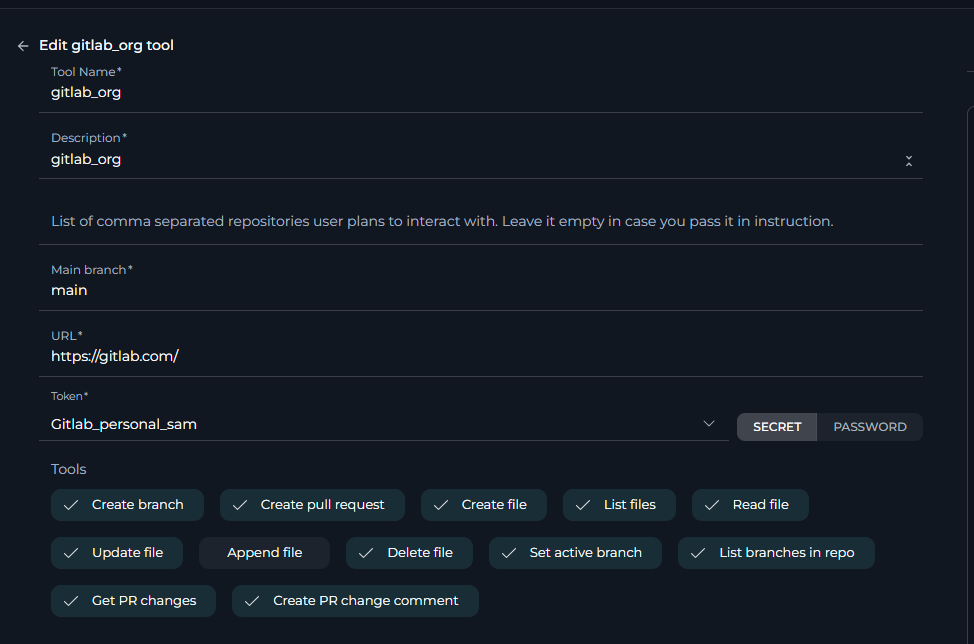 Edit gitlab_org tool
Tool Name*
gitlab_org
Description*
gitlab_org
List of comma separated repositories user plans to interact with. Leave it empty in case you pass it in instruction.
Main branch*
main
URL*
https://gitlab.com/
Token*
Gitlab_personal_sam
SECRET PASSWORD
Tools
Create branch Create pull request Create file List files Read file
Update file Append file Delete file Set active branch List branches in repo
Get PR changes Create PR change comment